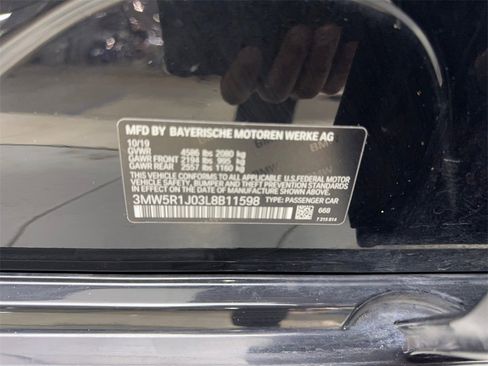 MFD BY BAYERISCHE MOTOREN WERKE AG
10/19
GVWR 4586 lbs 2080 kg
GAWR FRONT 2194 lbs 995 kg
GAWR REAR 2557 lbs 1160 kg
THIS VEHICLE CONFORMS TO ALL APPLICABLE
FEDERAL MOTOR VEHICLE SAFETY, BUMPER,
AND THEFT PREVENTION STANDARDS IN EFFECT
ON THE DATE OF MANUFACTURE SHOWN ABOVE.
3MW5R1J03L8B11598 TYPE: PASSENGER CAR
668